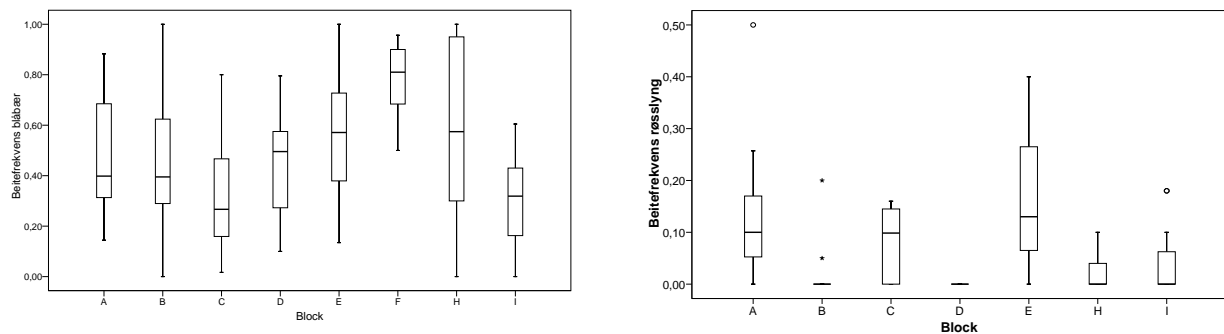 Beitefrekvens blåbær
1,00
0,80
0,60
0,40
0,20
0,00
A B C D E F H I
Block
Beitefrekvens røsslyng
0,50
0,40
0,30
0,20
0,10
0,00
A B C D E H I
Block